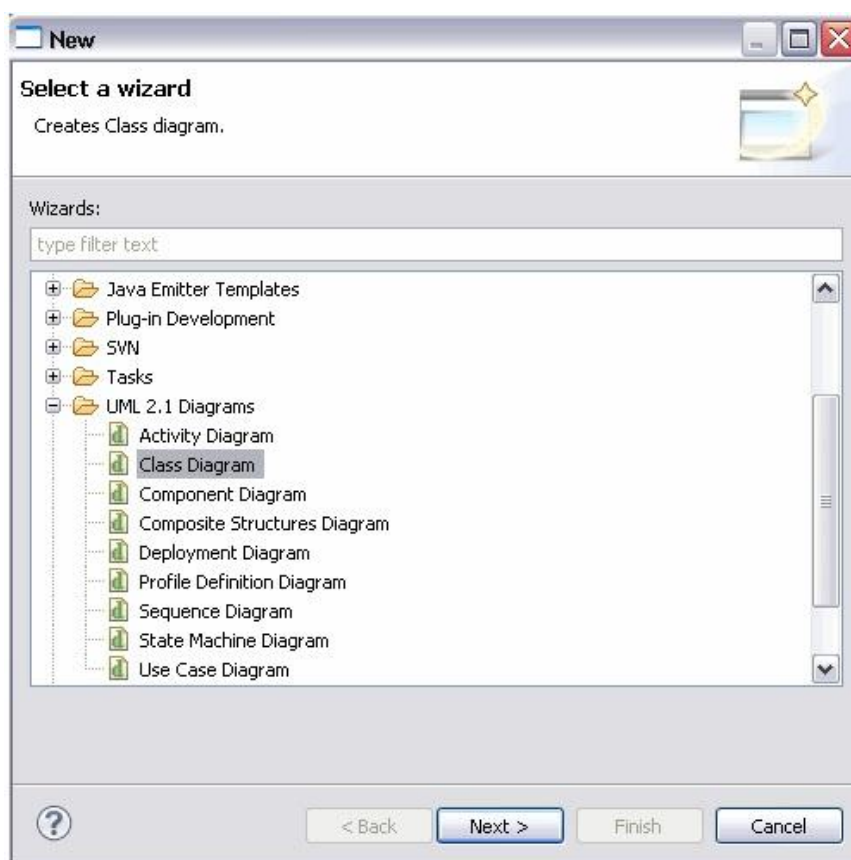 New
Select a wizard
Creates Class diagram.
Wizards:
type filter text
Java Emitter Templates
Plug-in Development
SVN
Tasks
UML 2.1 Diagrams
Activity Diagram
Class Diagram
Component Diagram
Composite Structures Diagram
Deployment Diagram
Profile Definition Diagram
Sequence Diagram
State Machine Diagram
Use Case Diagram
? < Back Next > Finish Cancel